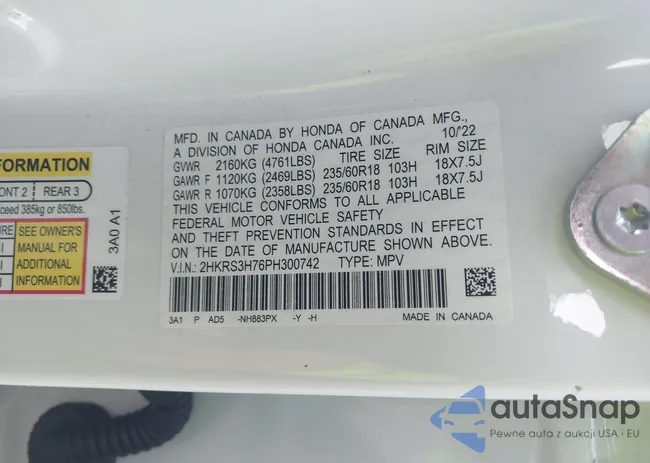 FORMATION
ONT 2 REAR 3
ceed 385kg or 850lbs.
URE SEE OWNER'S
MANUAL FOR
ADDITIONAL
INFORMATION
3A0 A1
MFD. IN CANADA BY HONDA OF CANADA MFG.,
A DIVISION OF HONDA CANADA INC. 10/'22
GVWR 2160KG (4761LBS) TIRE SIZE RIM SIZE
GAWR F 1120KG (2469LBS) 235/60R18 103H 18X7.5J
GAWR R 1070KG (2358LBS) 235/60R18 103H 18X7.5J
THIS VEHICLE CONFORMS TO ALL APPLICABLE
FEDERAL MOTOR VEHICLE SAFETY
AND THEFT PREVENTION STANDARDS IN EFFECT
ON THE DATE OF MANUFACTURE SHOWN ABOVE.
V.I.N.: 2HKRS3H76PH300742 TYPE: MPV
3A1 P AD5 -NH883PX -Y -H MADE IN CANADA
autaSnap
Pewne auta z aukcji USA i EU